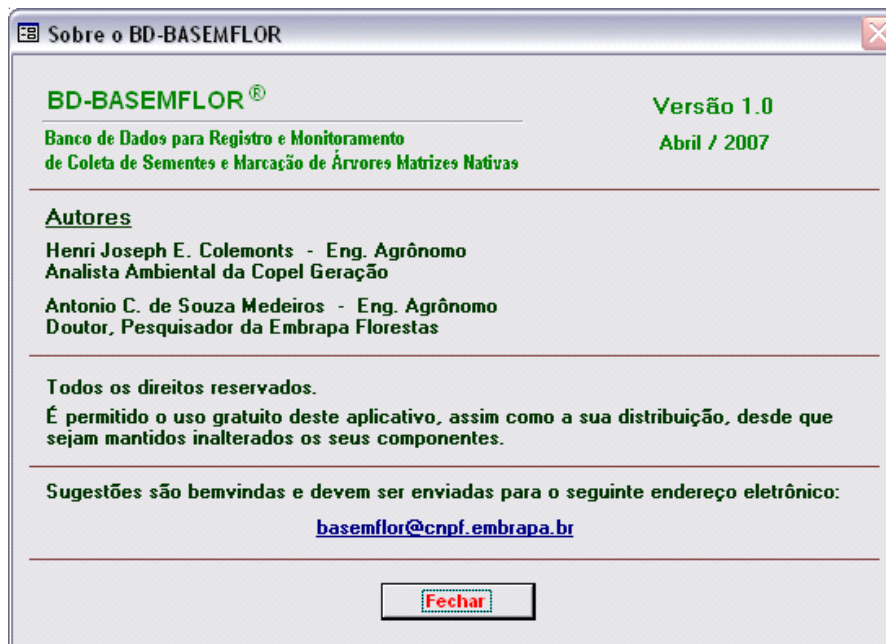 Sobre o BD-BASEMFLOR
BD-BASEMFLOR®
Versão 1.0
Banco de Dados para Registro e Monitoramento
de Coleta de Sementes e Marcação de Árvores Matrizes Nativas
Abril / 2007
Autores
Henri Joseph E. Colemonts - Eng. Agrônomo
Analista Ambiental da Copel Geração
Antonio C. de Souza Medeiros - Eng. Agrônomo
Doutor, Pesquisador da Embrapa Florestas
Todos os direitos reservados.
É permitido o uso gratuito deste aplicativo, assim como a sua distribuição, desde que
sejam mantidos inalterados os seus componentes.
Sugestões são bemvindas e devem ser enviadas para o seguinte endereço eletrônico:
basemflor@cnpf.embrapa.br
Fechar